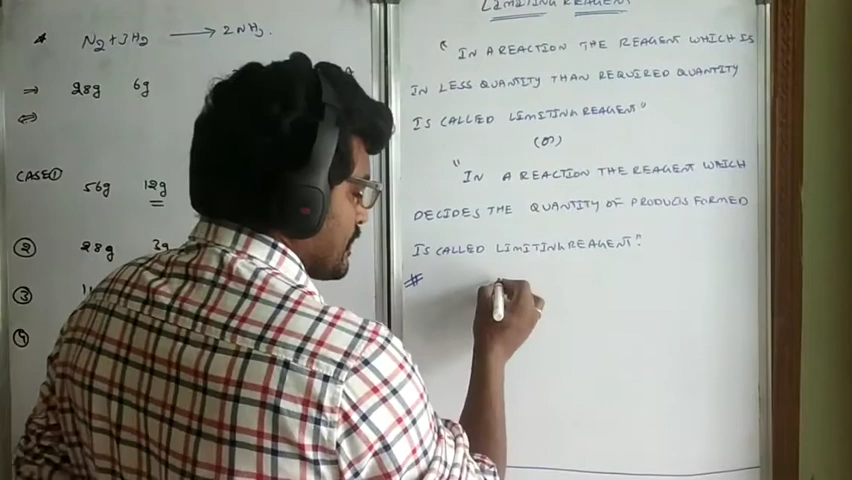 N2+3H2 → 2NH3.
⇒ 28g 6g
⇔
CASE① 56g 12g
② 28g 3g
③
④
LIMITING REAGENT
" IN A REACTION THE REAGENT WHICH IS
IN LESS QUANTITY THAN REQUIRED QUANTITY
IS CALLED LIMITING REAGENT"
(or)
" IN A REACTION THE REAGENT WHICH
DECIDES THE QUANTITY OF PRODUCTS FORMED
IS CALLED LIMITING REAGENT".
#